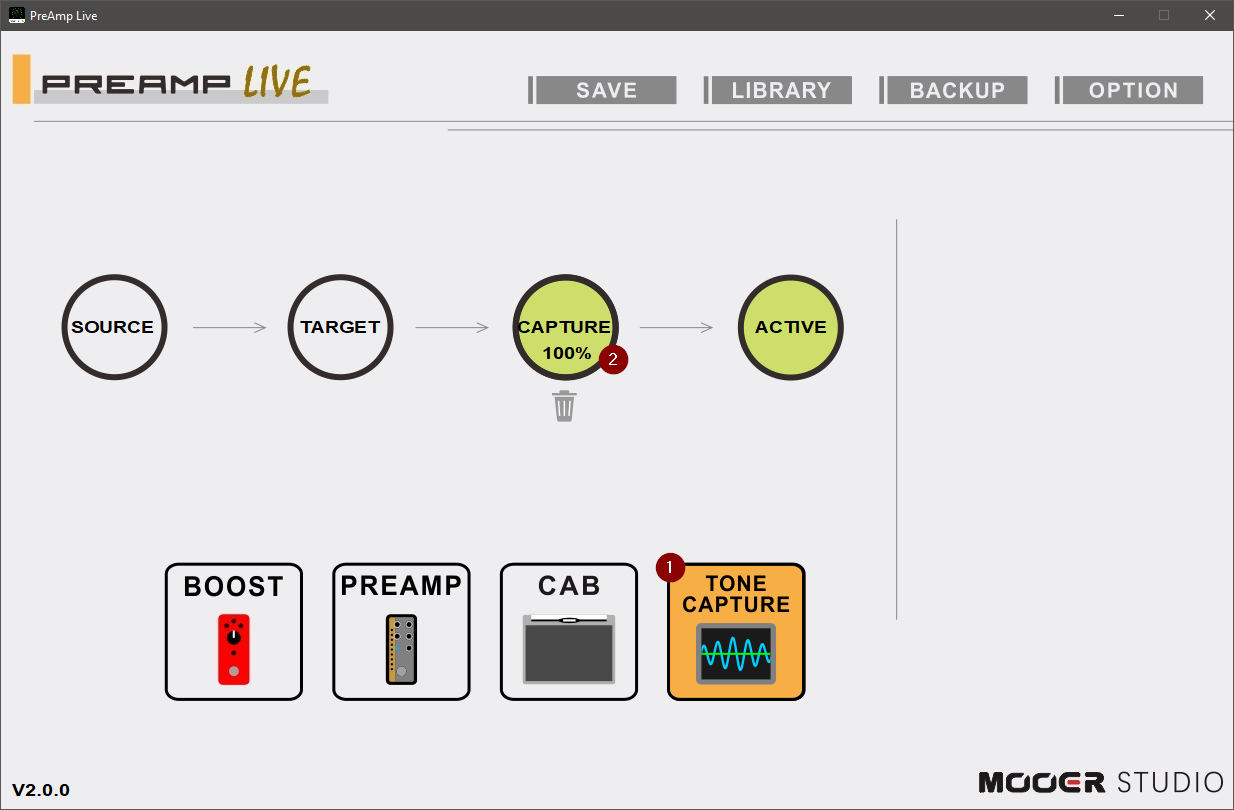 PreAmp Live
PREAMP LIVE
SAVE
LIBRARY
BACKUP
OPTION
SOURCE
TARGET
CAPTURE
100%
2
ACTIVE
BOOST
PREAMP
CAB
1
TONE
CAPTURE
V2.0.0
MOOER STUDIO